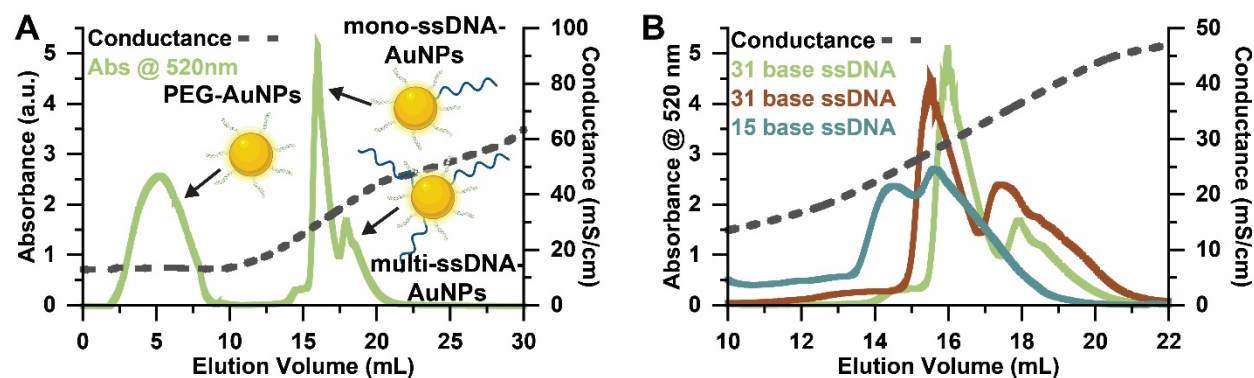 A
Conductance
Abs @ 520nm
PEG-AuNPs
mono-ssDNA-
AuNPs
multi-ssDNA-
AuNPs
Absorbance (a.u.)
5
4
3
2
1
0
Conductance (mS/cm)
100
80
60
40
20
0
0 5 10 15 20 25 30
Elution Volume (mL)
B
Conductance
31 base ssDNA
31 base ssDNA
15 base ssDNA
Absorbance @ 520 nm
5
4
3
2
1
0
Conductance (mS/cm)
50
40
30
20
10
0
10 12 14 16 18 20 22
Elution Volume (mL)